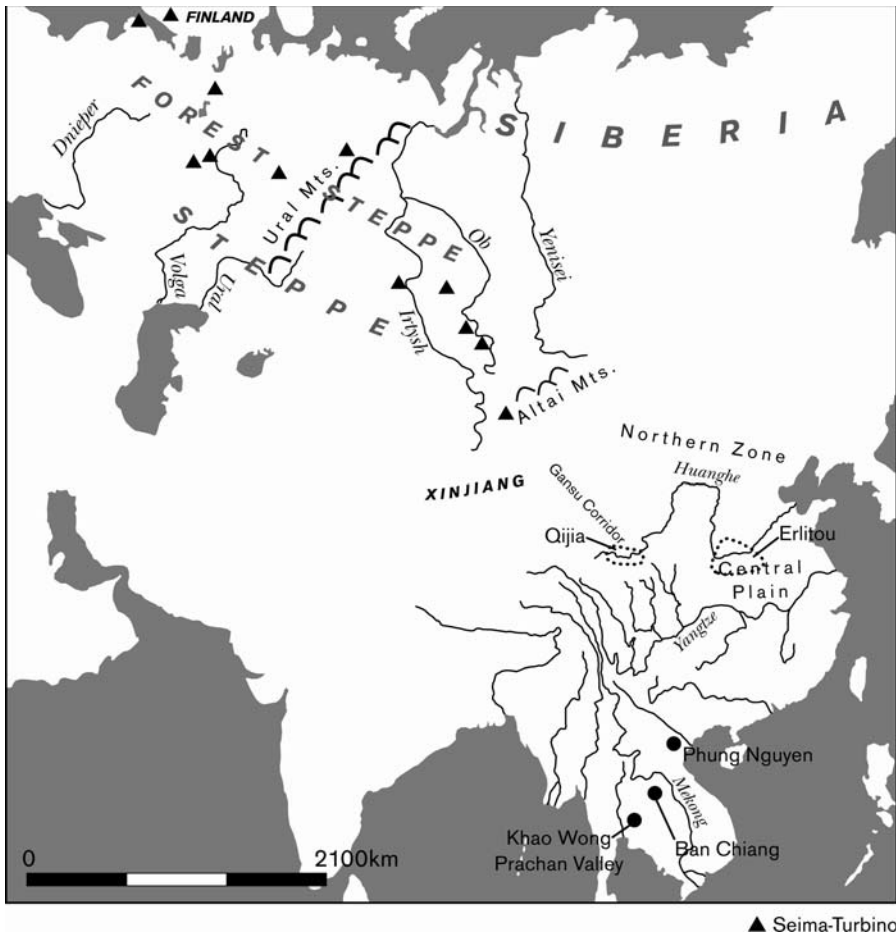 FINLAND
FOREST STEPPE
SIBERIA
Dnieper
Ural Mts.
STEPPE
Ob
Yenisei
Volga
Ural
Irtysh
Altai Mts.
Northern Zone
Huanghe
XINJIANG
Gansu Corridor
Qijia
Erlitou
Central
Plain
Yangtze
Phung Nguyen
Mekong
Khao Wong
Prachan Valley
Ban Chiang
0 2100km
▲ Seima-Turbino